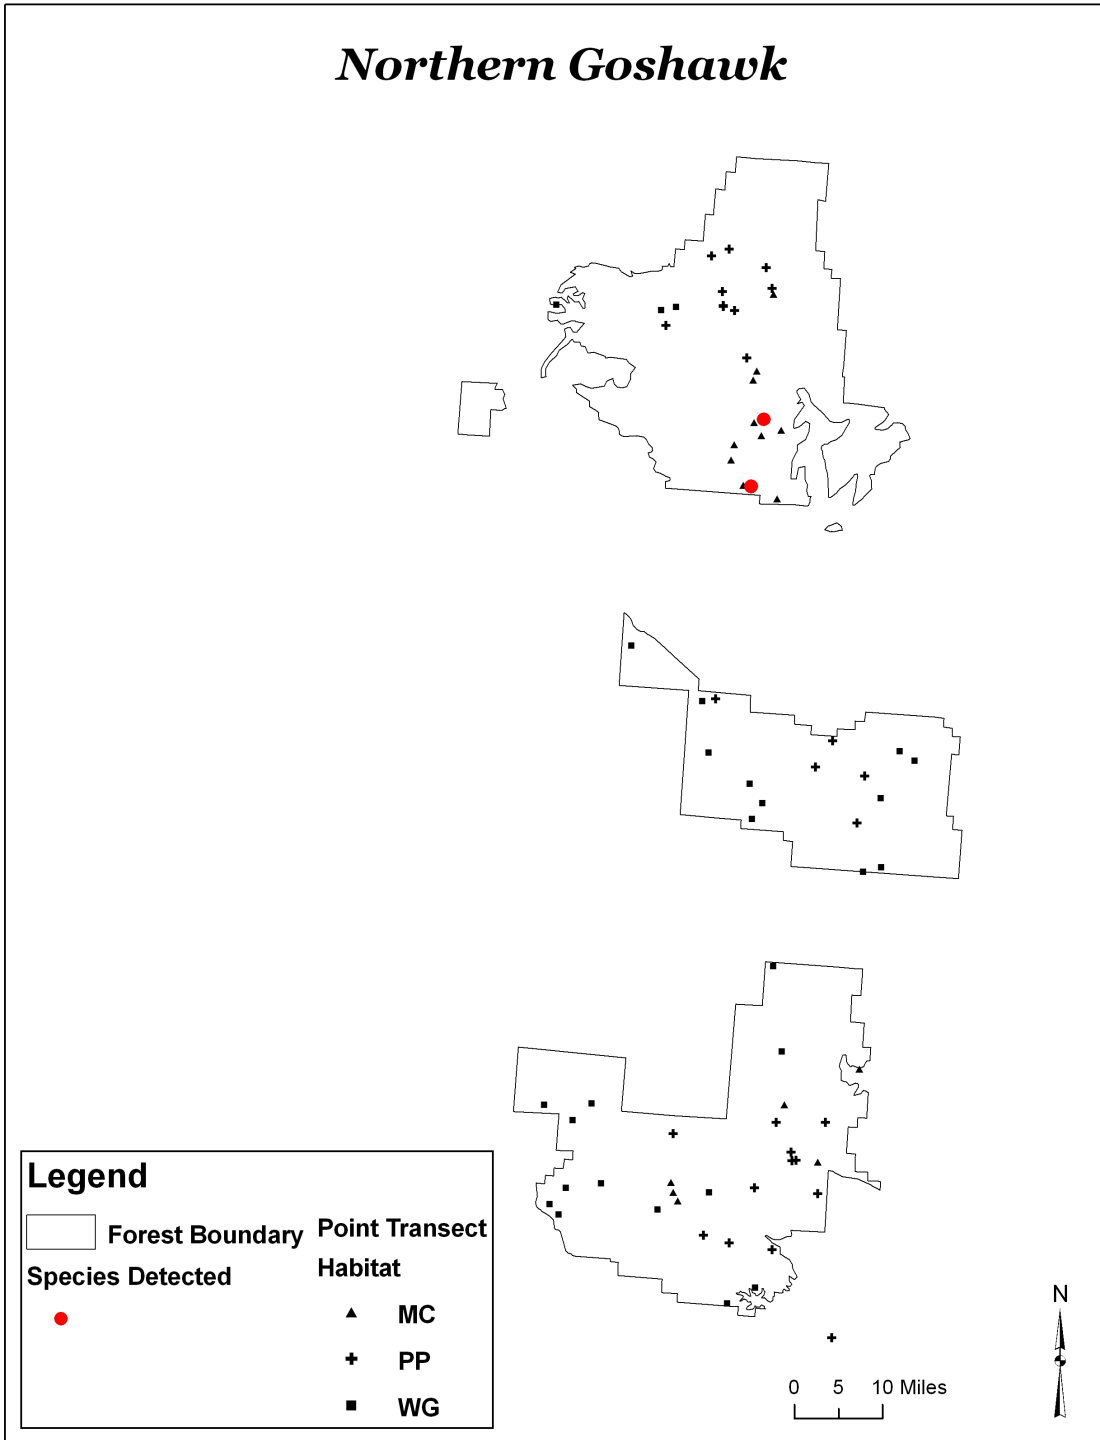 Northern Goshawk
Legend
Forest Boundary
Species Detected
Point Transect
Habitat
MC
PP
WG
N
0 5 10 Miles